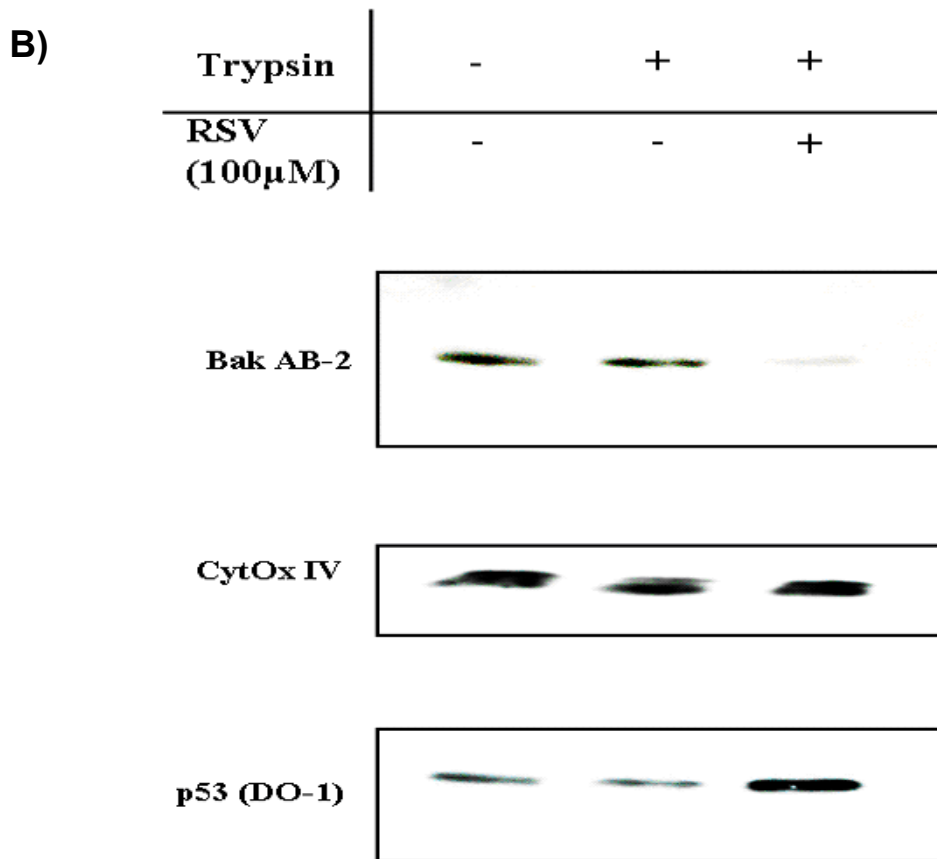 B)
Trypsin - + +
RSV - - +
(100µM)
Bak AB-2
CytOx IV
p53 (DO-1)